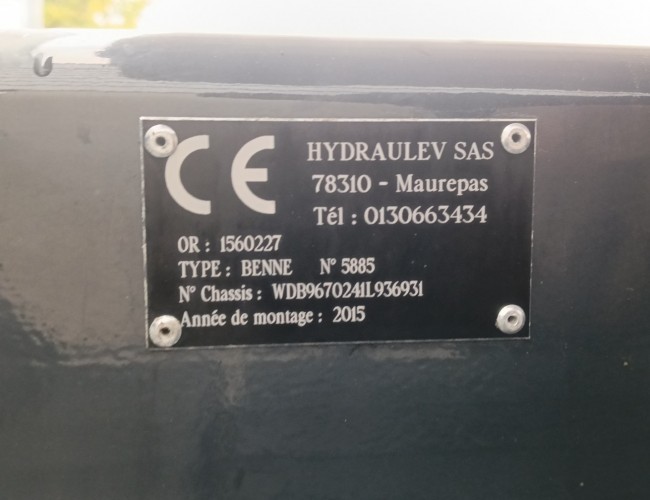 CE
HYDRAULEV SAS
78310 - Maurepas
Tél : 0130663434
OR : 1560227
TYPE : BENNE N° 5885
N° Chassis : WDB9670241L936931
Année de montage : 2015